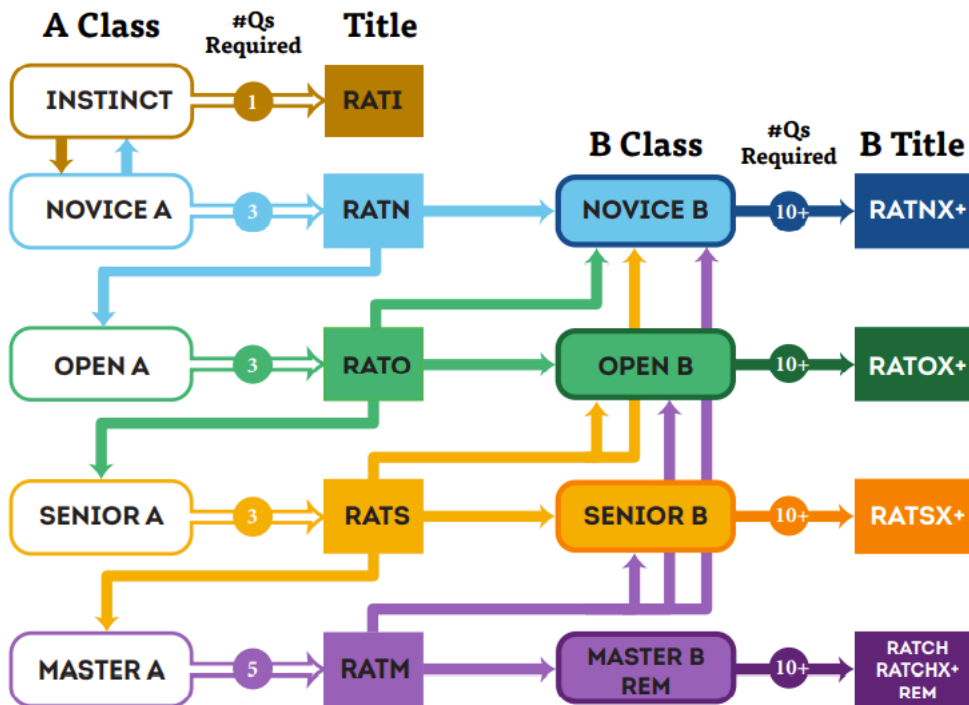 A Class
#Qs
Required
Title
INSTINCT
1
RATI
B Class
#Qs
Required
B Title
NOVICE A
3
RATN
NOVICE B
10+
RATNX+
OPEN A
3
RATO
OPEN B
10+
RATOX+
SENIOR A
3
RATS
SENIOR B
10+
RATSX+
MASTER A
5
RATM
MASTER B
REM
10+
RATCH
RATCHX+
REM